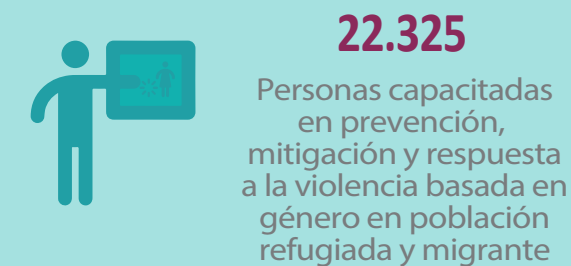 22.325
Personas capacitadas
en prevención,
mitigación y respuesta
a la violencia basada en
género en población
refugiada y migrante